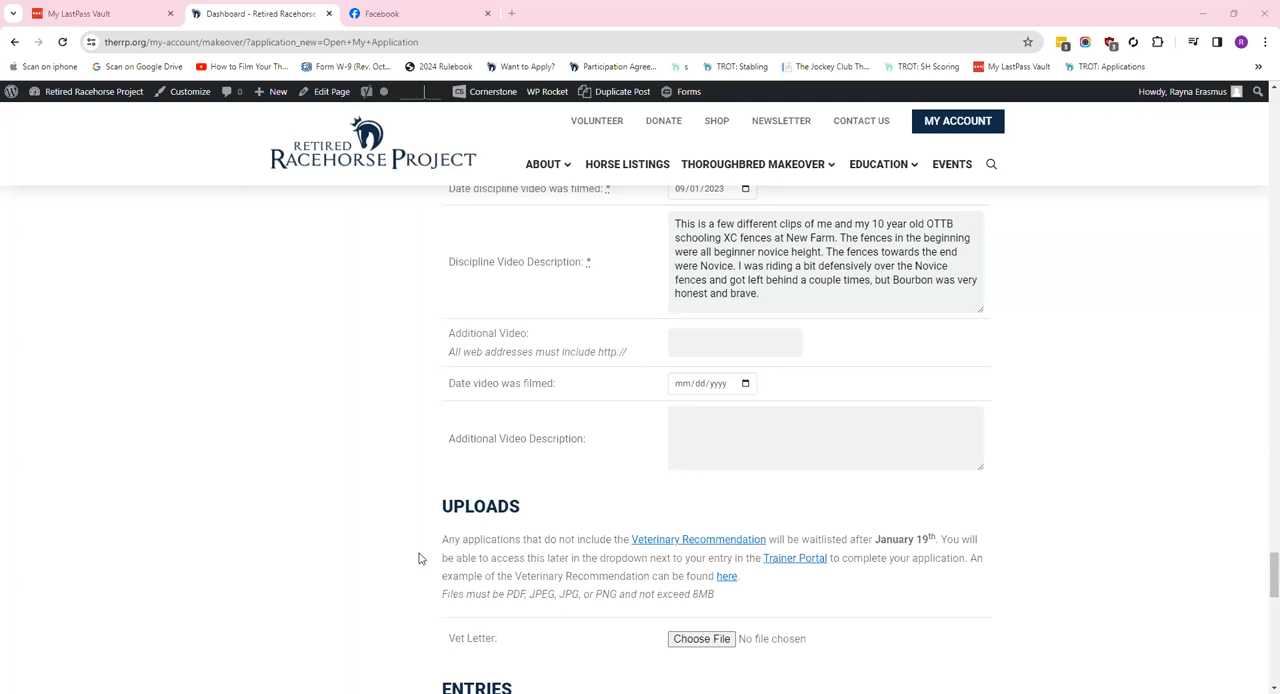 My LastPass Vault
Dashboard - Retired Racehorse
Facebook
therrp.org/my-account/makeover/?application_new=Open+My+Application
Scan on iphone
Scan on Google Drive
How to Film Your Th...
Form W-9 (Rev. Oct...
2024 Rulebook
Want to Apply?
Participation Agree...
s
TROT: Stabling
The Jockey Club Th...
TROT: SH Scoring
My LastPass Vault
TROT: Applications
Retired Racehorse Project
Customize
0
New
Edit Page
Cornerstone
WP Rocket
Duplicate Post
Forms
Howdy, Rayna Erasmus
VOLUNTEER
DONATE
SHOP
NEWSLETTER
CONTACT US
MY ACCOUNT
RETIRED
RACEHORSE PROJECT
ABOUT
HORSE LISTINGS
THOROUGHBRED MAKEOVER
EDUCATION
EVENTS
Date discipline video was filmed: *
09/01/2023
Discipline Video Description: *
This is a few different clips of me and my 10 year old OTTB
schooling XC fences at New Farm. The fences in the beginning
were all beginner novice height. The fences towards the end
were Novice. I was riding a bit defensively over the Novice
fences and got left behind a couple times, but Bourbon was very
honest and brave.
Additional Video:
All web addresses must include http://
Date video was filmed:
mm/dd/yyyy
Additional Video Description:
UPLOADS
Any applications that do not include the Veterinary Recommendation will be waitlisted after January 19th. You will
be able to access this later in the dropdown next to your entry in the Trainer Portal to complete your application. An
example of the Veterinary Recommendation can be found here.
Files must be PDF, JPEG, JPG, or PNG and not exceed 8MB
Vet Letter:
Choose File No file chosen
ENTRIES